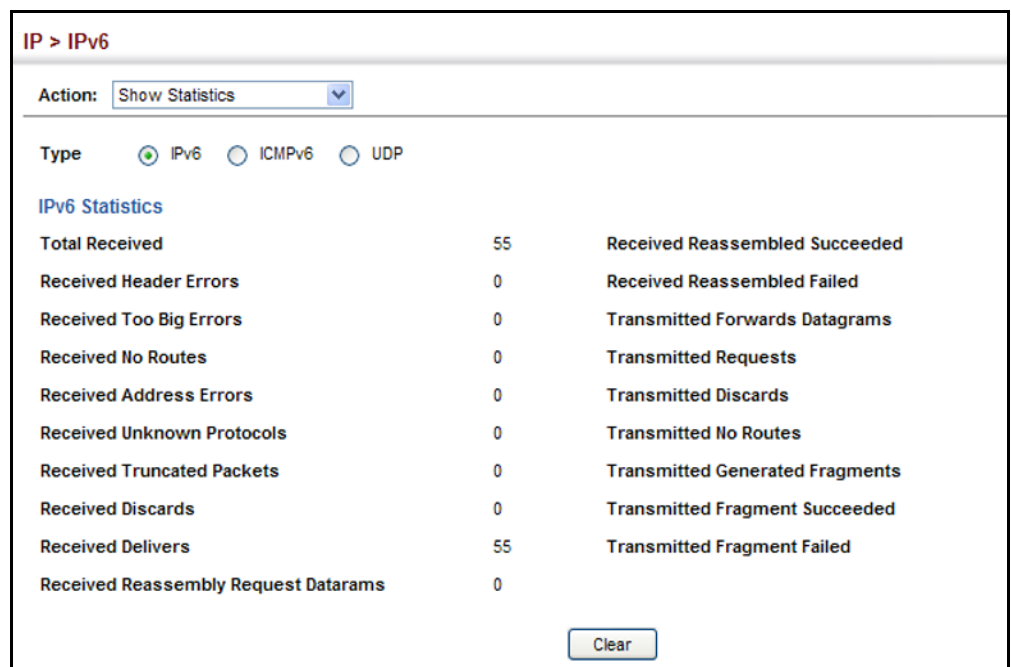 IP > IPv6
Action: Show Statistics
Type IPv6 ICMPv6 UDP
IPv6 Statistics
Total Received 55 Received Reassembled Succeeded
Received Header Errors 0 Received Reassembled Failed
Received Too Big Errors 0 Transmitted Forwards Datagrams
Received No Routes 0 Transmitted Requests
Received Address Errors 0 Transmitted Discards
Received Unknown Protocols 0 Transmitted No Routes
Received Truncated Packets 0 Transmitted Generated Fragments
Received Discards 0 Transmitted Fragment Succeeded
Received Delivers 55 Transmitted Fragment Failed
Received Reassembly Request Datarams 0
Clear